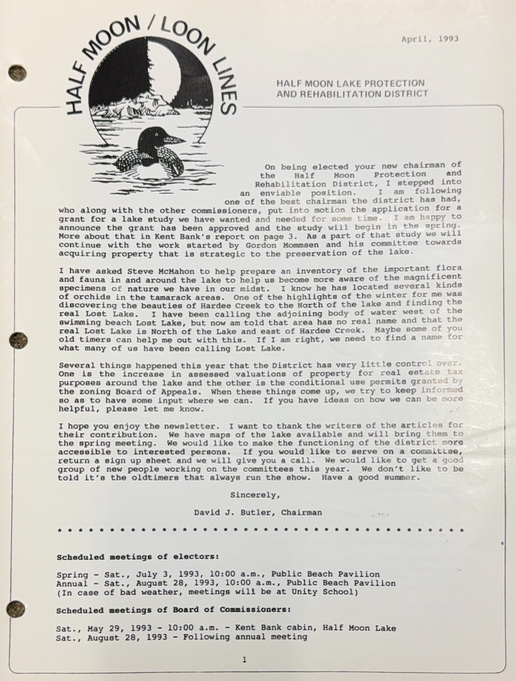 HALF MOON / LOON LINES
April, 1993
HALF MOON LAKE PROTECTION
AND REHABILITATION DISTRICT
On being elected your new chairman of
the Half Moon Protection and
Rehabilitation District, I stepped into
an enviable position. I am following
one of the best chairman the district has had,
who along with the other commissioners, put into motion the application for a
grant for a lake study we have wanted and needed for some time. I am happy to
announce the grant has been approved and the study will begin in the spring.
More about that in Kent Bank's report on page 3. As a part of that study we will
continue with the work started by Gordon Mommsen and his committee towards
acquiring property that is strategic to the preservation of the lake.
I have asked Steve McMahon to help prepare an inventory of the important flora
and fauna in and around the lake to help us become more aware of the magnificent
specimens of nature we have in our midst. I know he has located several kinds
of orchids in the tamarack areas. One of the highlights of the winter for me was
discovering the beauties of Hardee Creek to the North of the lake and finding the
real Lost Lake. I have been calling the adjoining body of water west of the
swimming beach Lost Lake, but now am told that area has no real name and that the
real Lost Lake is North of the Lake and east of Hardee Creek. Maybe some of you
old timers can help me out with this. If I am right, we need to find a name for
what many of us have been calling Lost Lake.
Several things happened this year that the District has very little control over.
One is the increase in assessed valuations of property for real estate tax
purposes around the lake and the other is the conditional use permits granted by
the zoning Board of Appeals. When these things come up, we try to keep informed
so as to have some input where we can. If you have ideas on how we can be more
helpful, please let me know.
I hope you enjoy the newsletter. I want to thank the writers of the articles for
their contribution. We have maps of the lake available and will bring them to
the spring meeting. We would like to make the functioning of the district more
accessible to interested persons. If you would like to serve on a committee,
return a sign up sheet and we will give you a call. We would like to get a good
group of new people working on the committees this year. We don't like to be
told it's the oldtimers that always run the show. Have a good summer.
Sincerely,
David J. Butler, Chairman
* * * * * * * * * * * * * * * * * * * * * * * * * * * * * * * * * * * * * * * *
Scheduled meetings of electors:
Spring - Sat., July 3, 1993, 10:00 a.m., Public Beach Pavilion
Annual - Sat., August 28, 1993, 10:00 a.m., Public Beach Pavilion
(In case of bad weather, meetings will be at Unity School)
Scheduled meetings of Board of Commissioners:
Sat., May 29, 1993 - 10:00 a.m. - Kent Bank cabin, Half Moon Lake
Sat., August 28, 1993 - Following annual meeting
1